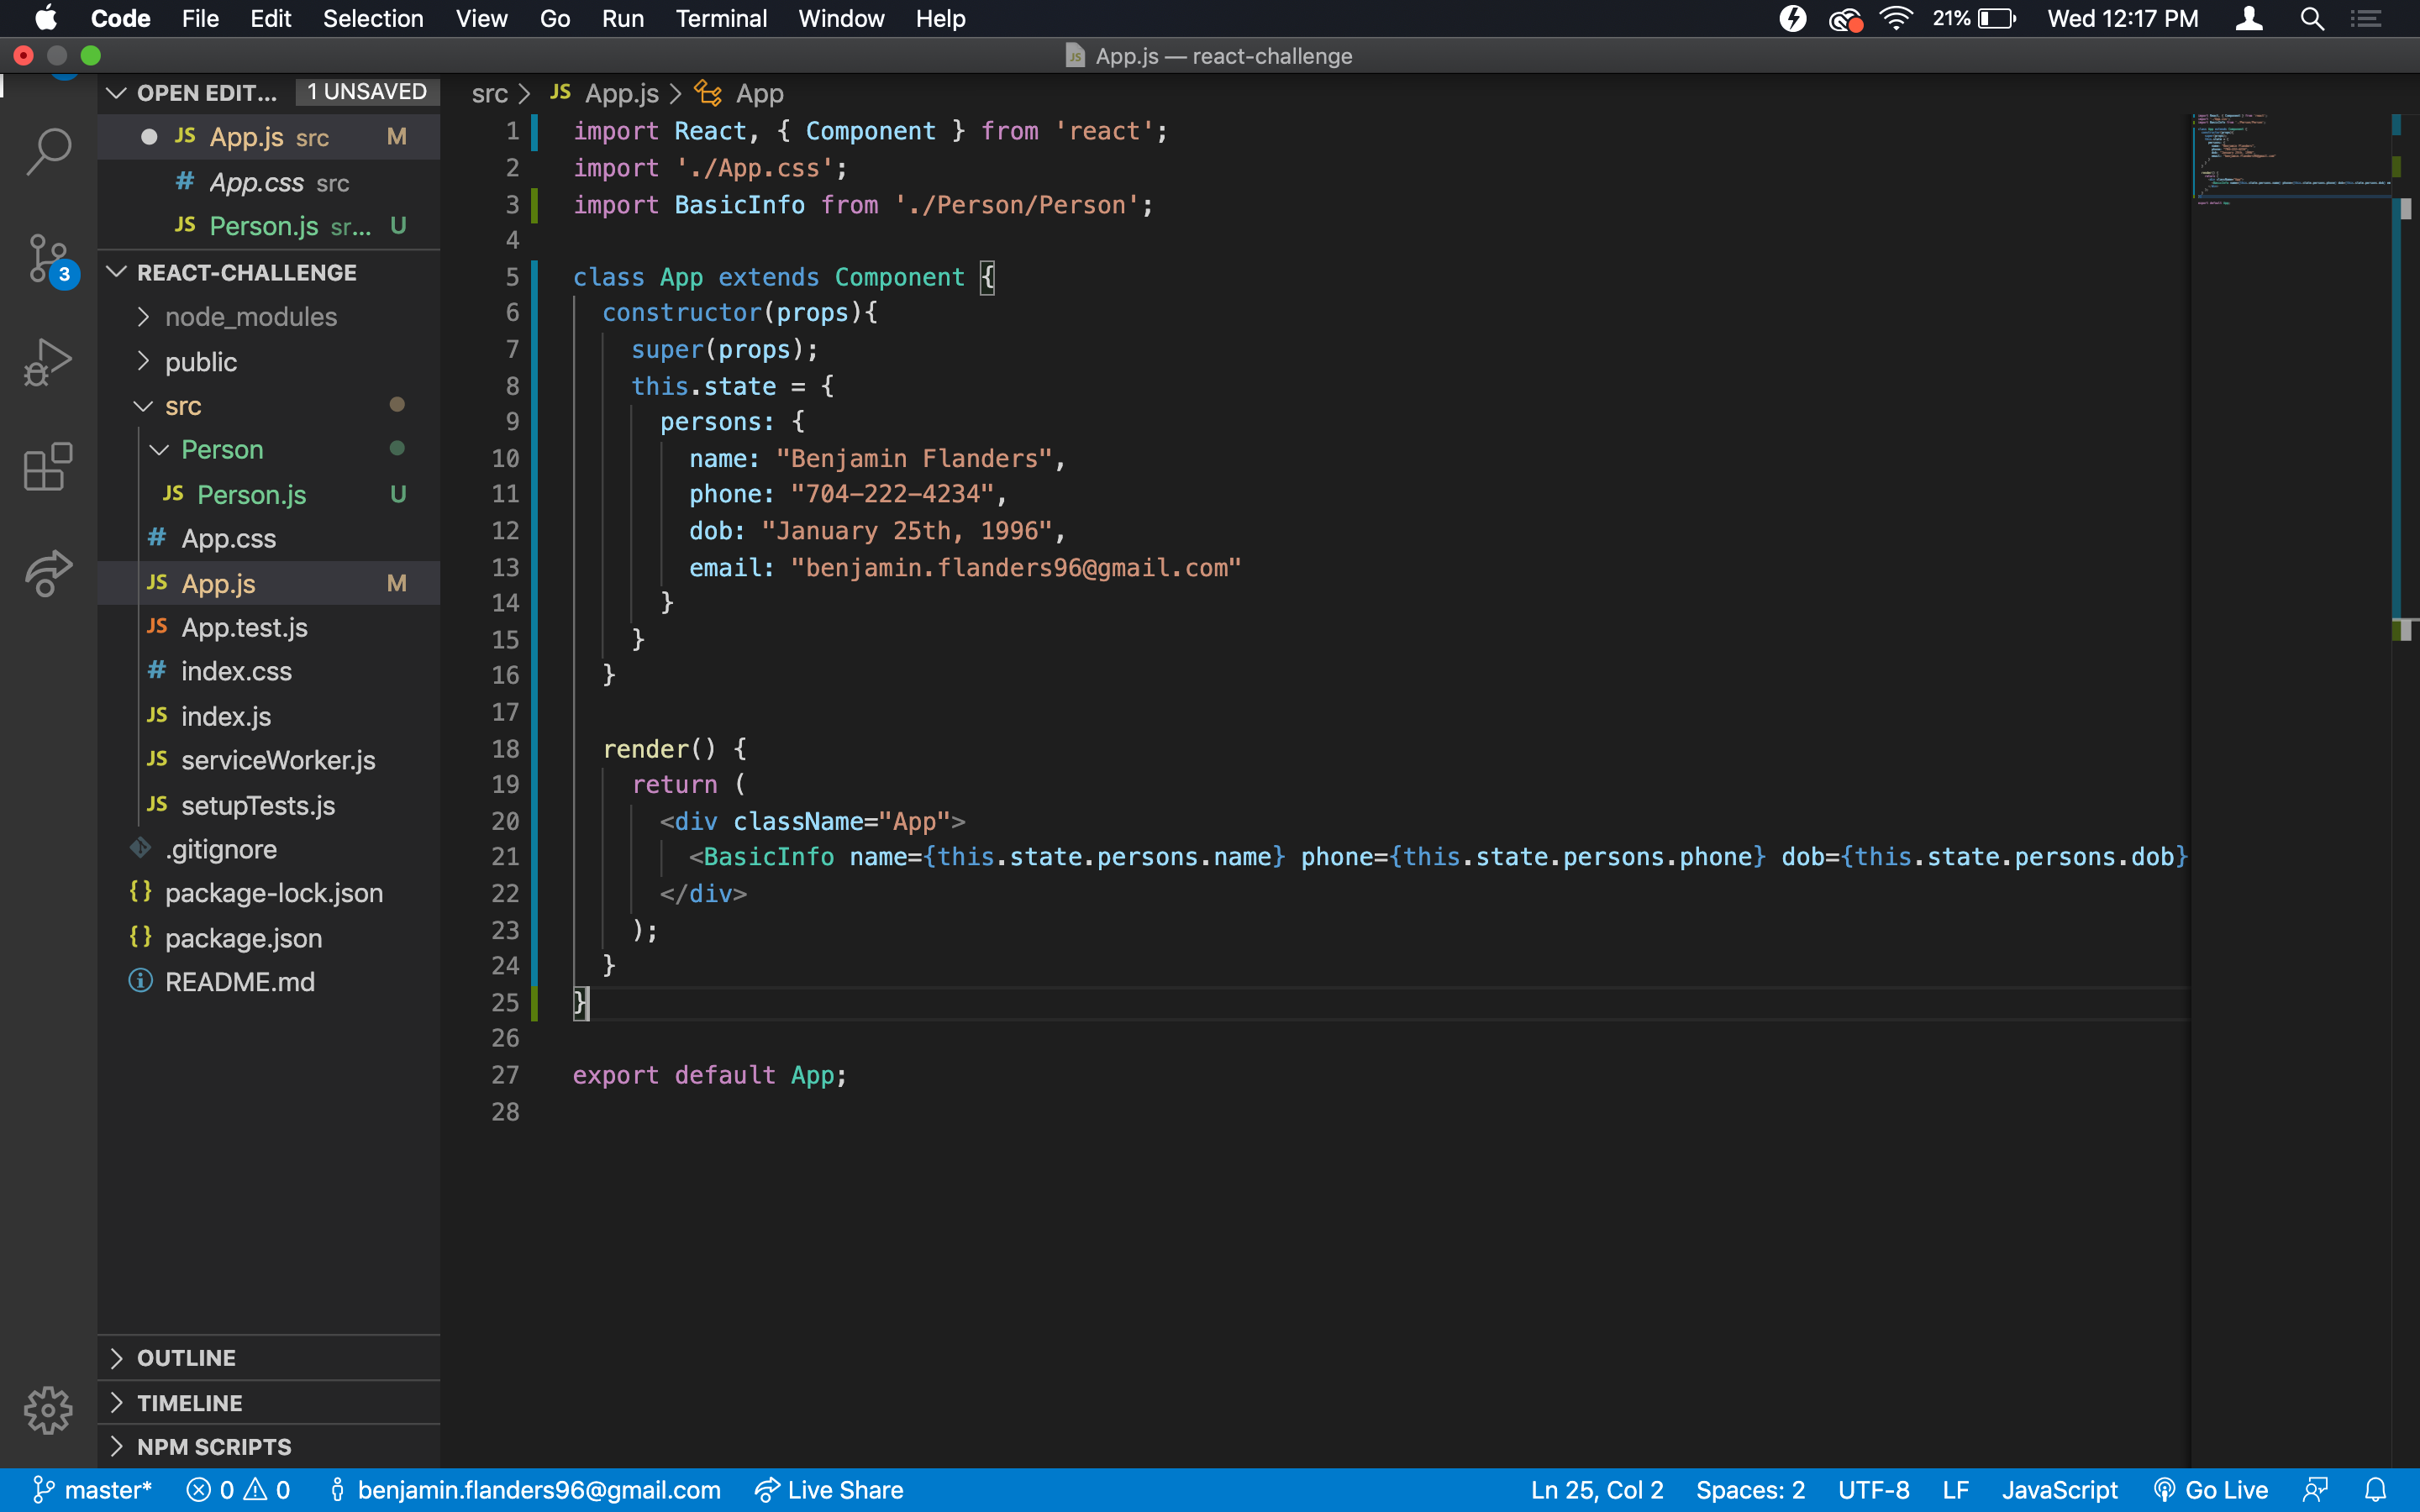 Code File Edit Selection View Go Run Terminal Window Help 21% Wed 12:17 PM
App.js — react-challenge
OPEN EDIT... 1 UNSAVED
JS App.js src M
# App.css src
JS Person.js sr... U
REACT-CHALLENGE
node_modules
public
src
Person
JS Person.js U
# App.css
JS App.js M
JS App.test.js
# index.css
JS index.js
JS serviceWorker.js
JS setupTests.js
.gitignore
{} package-lock.json
{} package.json
README.md
OUTLINE
TIMELINE
NPM SCRIPTS
3
src > JS App.js > App
1 import React, { Component } from 'react';
2 import './App.css';
3 import BasicInfo from './Person/Person';
4
5 class App extends Component {
6 constructor(props){
7 super(props);
8 this.state = {
9 persons: {
10 name: "Benjamin Flanders",
11 phone: "704-222-4234",
12 dob: "January 25th, 1996",
13 email: "benjamin.flanders96@gmail.com"
14 }
15 }
16 }
17
18 render() {
19 return (
20 <div className="App">
21 <BasicInfo name={this.state.persons.name} phone={this.state.persons.phone} dob={this.state.persons.dob}
22 </div>
23 );
24 }
25 }
26
27 export default App;
28
master* 0 0 benjamin.flanders96@gmail.com Live Share Ln 25, Col 2 Spaces: 2 UTF-8 LF JavaScript Go Live